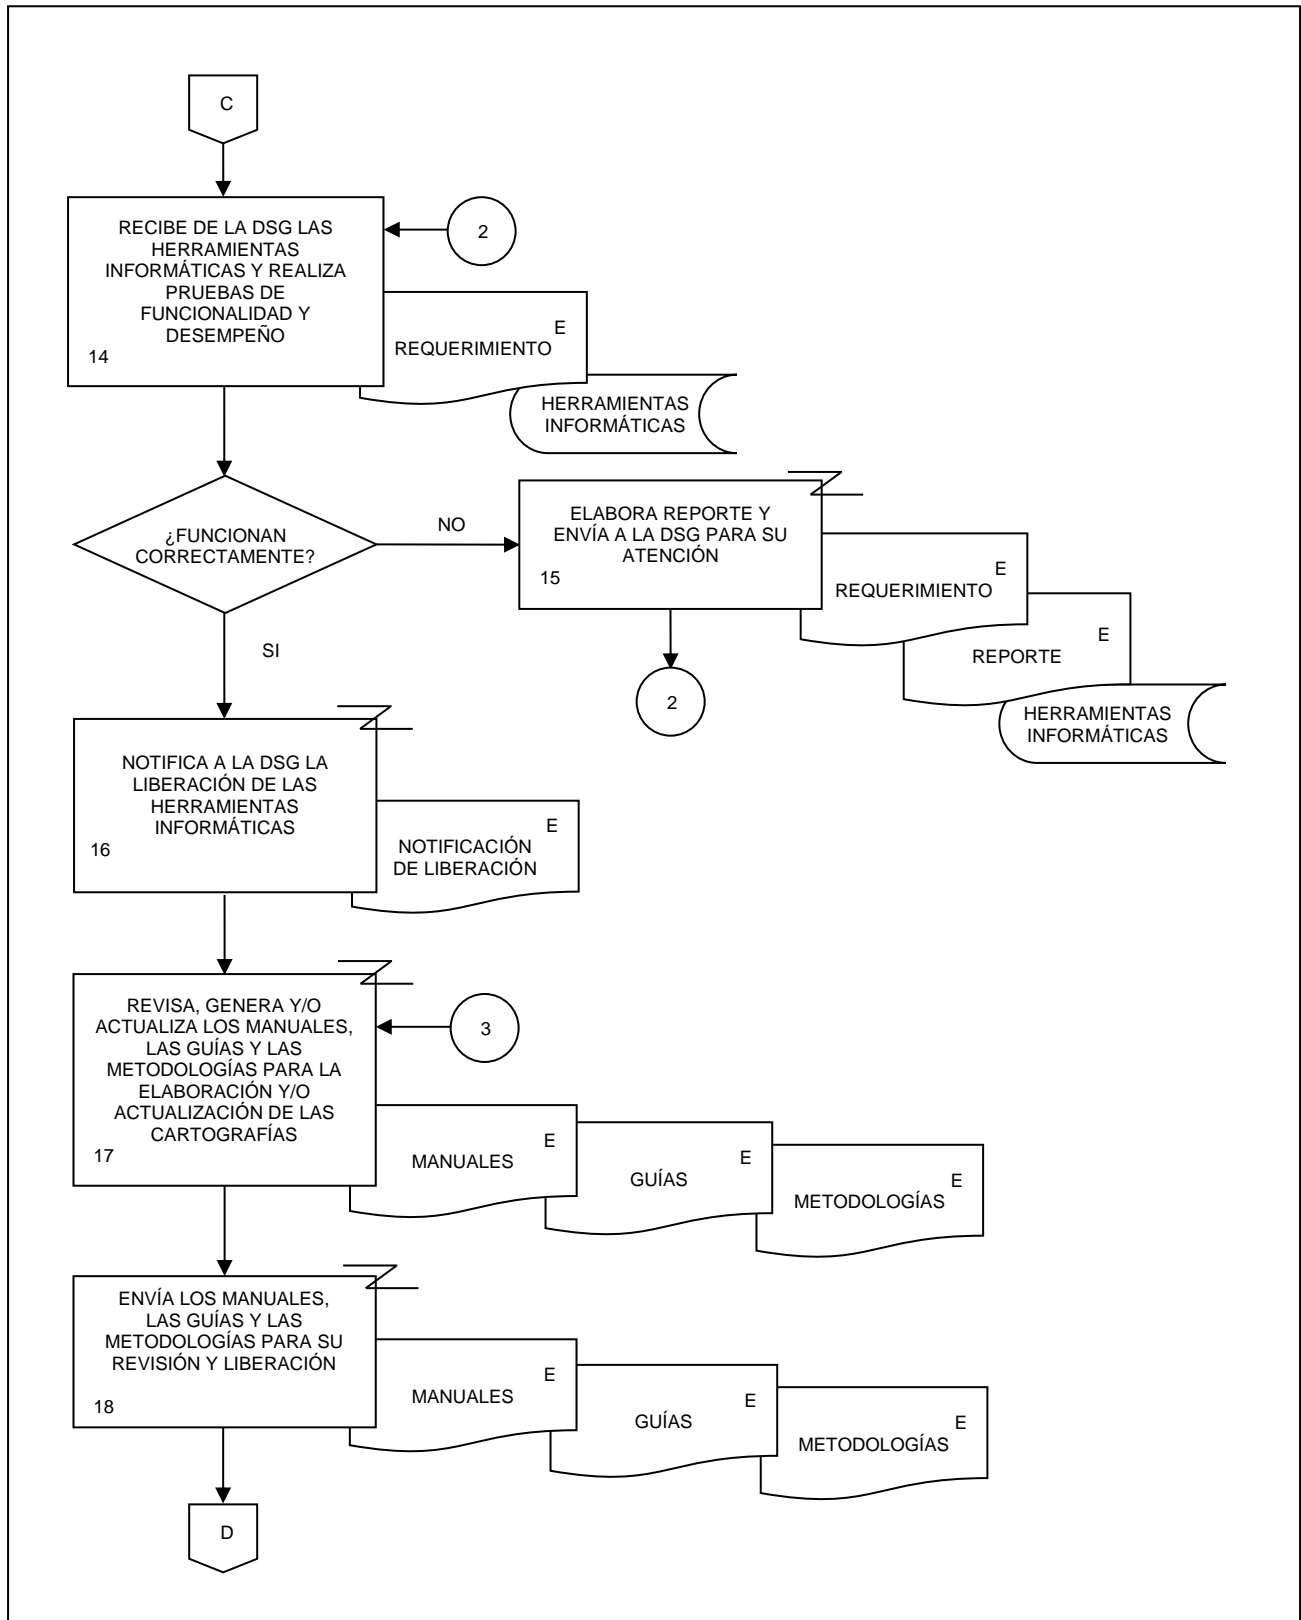 C
RECIBE DE LA DSG LAS
HERRAMIENTAS
INFORMÁTICAS Y REALIZA
PRUEBAS DE
FUNCIONALIDAD Y
DESEMPEÑO
14
2
E
REQUERIMIENTO
HERRAMIENTAS
INFORMÁTICAS
¿FUNCIONAN
CORRECTAMENTE?
NO
ELABORA REPORTE Y
ENVÍA A LA DSG PARA SU
ATENCIÓN
15
E
REQUERIMIENTO
E
REPORTE
HERRAMIENTAS
INFORMÁTICAS
2
SI
NOTIFICA A LA DSG LA
LIBERACIÓN DE LAS
HERRAMIENTAS
INFORMÁTICAS
16
E
NOTIFICACIÓN
DE LIBERACIÓN
REVISA, GENERA Y/O
ACTUALIZA LOS MANUALES,
LAS GUÍAS Y LAS
METODOLOGÍAS PARA LA
ELABORACIÓN Y/O
ACTUALIZACIÓN DE LAS
CARTOGRAFÍAS
17
3
E
MANUALES
E
GUÍAS
E
METODOLOGÍAS
ENVÍA LOS MANUALES,
LAS GUÍAS Y LAS
METODOLOGÍAS PARA SU
REVISIÓN Y LIBERACIÓN
18
E
MANUALES
E
GUÍAS
E
METODOLOGÍAS
D